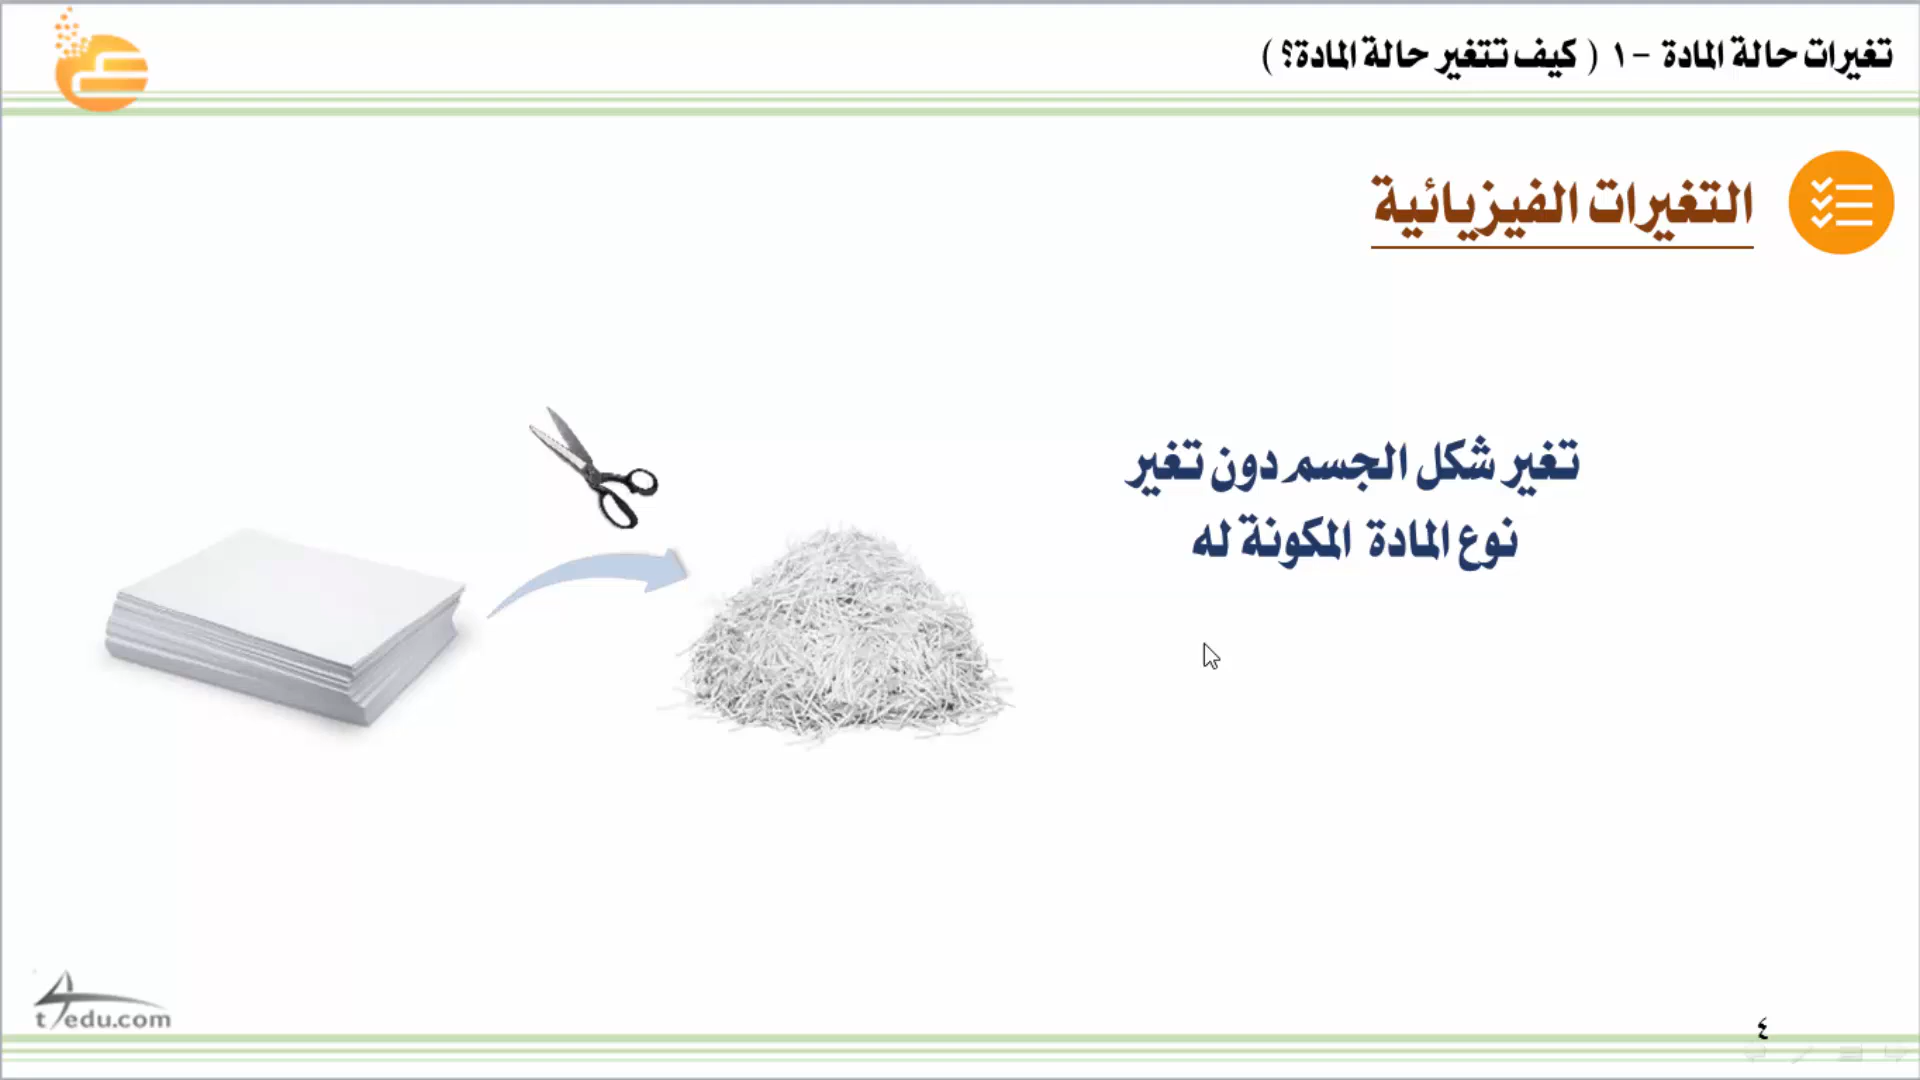 تغيرات حالة المادة - ١ ( كيف تتغير حالة المادة؟ )
التغيرات الفيزيائية
تغير شكل الجسم دون تغير
نوع المادة المكونة له
t4edu.com
٤